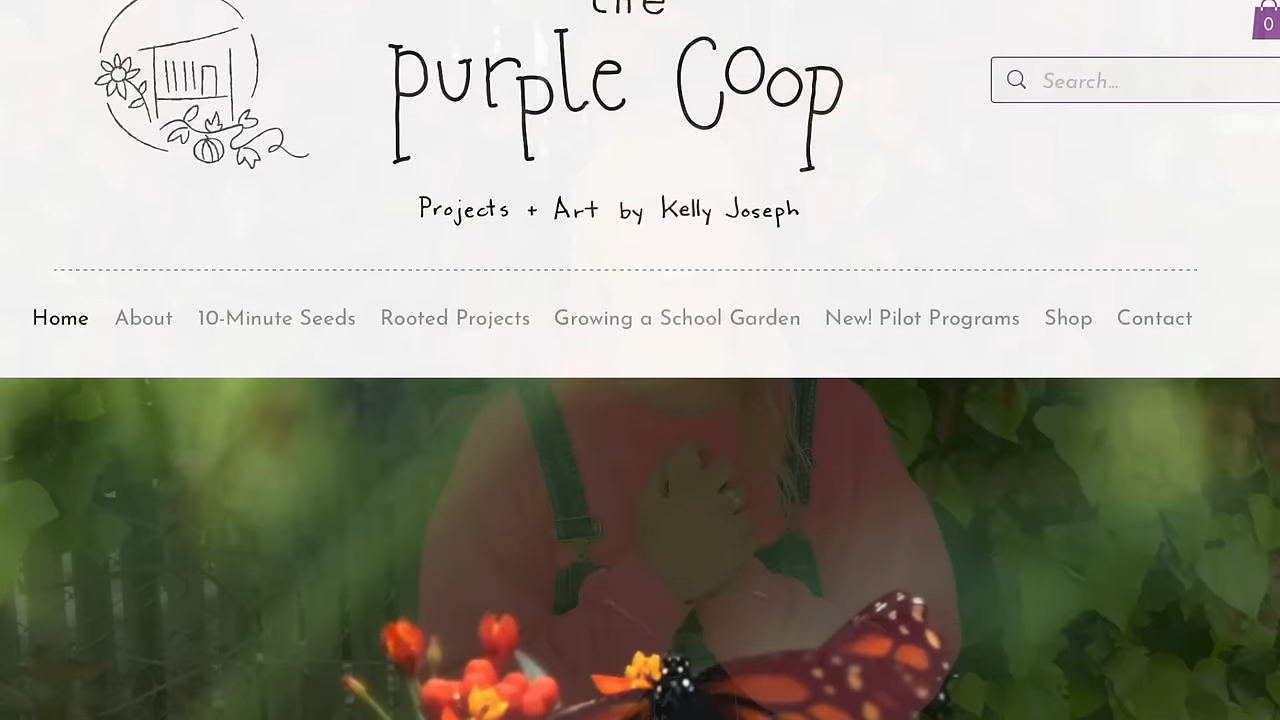 the
purple Coop
0
Search...
Projects + Art by Kelly Joseph
Home About 10-Minute Seeds Rooted Projects Growing a School Garden New! Pilot Programs Shop Contact